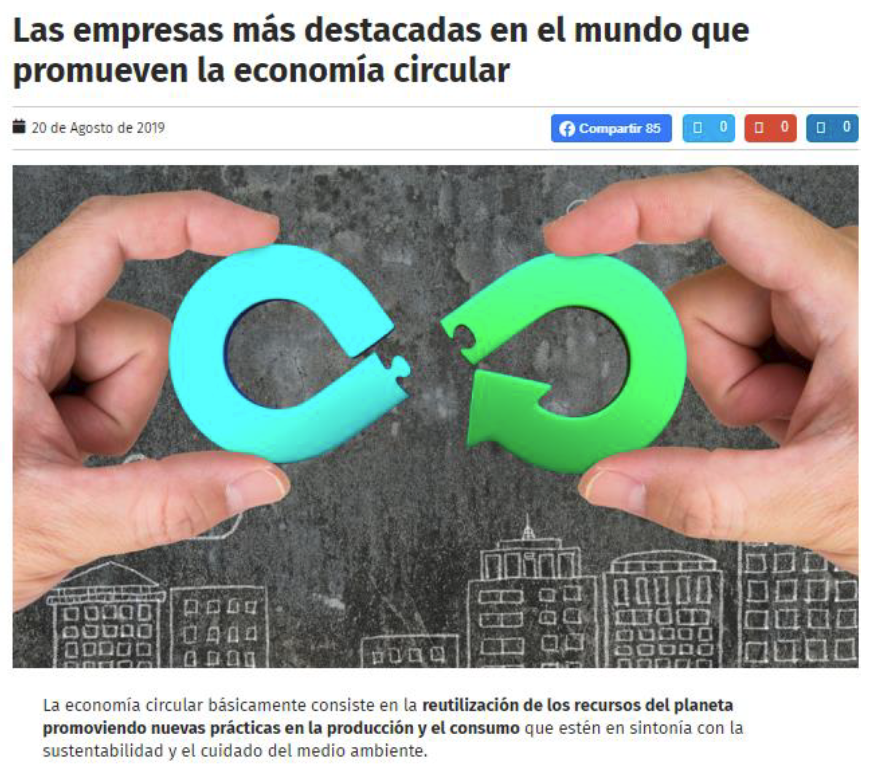 Las empresas más destacadas en el mundo que
promueven la economía circular
20 de Agosto de 2019
Compartir 85
0
0
0
La economía circular básicamente consiste en la reutilización de los recursos del planeta
promoviendo nuevas prácticas en la producción y el consumo que estén en sintonía con la
sustentabilidad y el cuidado del medio ambiente.